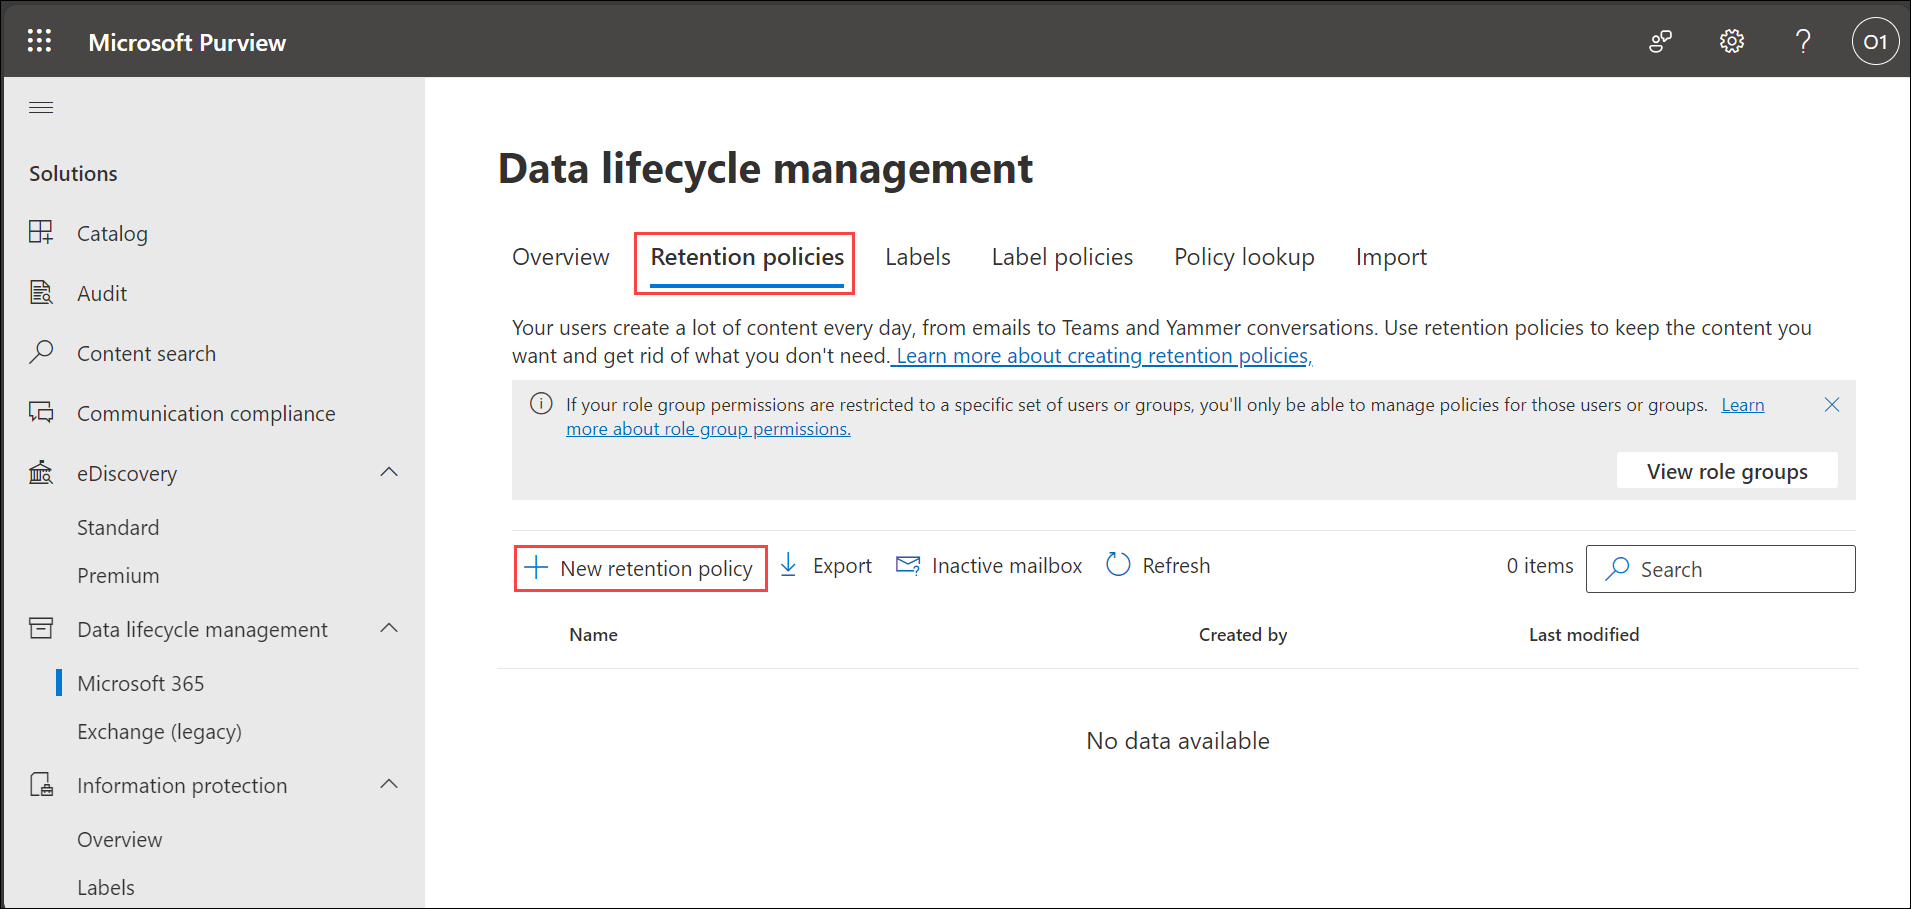 Microsoft Purview
O1
Solutions
Catalog
Audit
Content search
Communication compliance
eDiscovery
Standard
Premium
Data lifecycle management
Microsoft 365
Exchange (legacy)
Information protection
Overview
Labels
Data lifecycle management
Overview Retention policies Labels Label policies Policy lookup Import
Your users create a lot of content every day, from emails to Teams and Yammer conversations. Use retention policies to keep the content you
want and get rid of what you don't need. Learn more about creating retention policies,
If your role group permissions are restricted to a specific set of users or groups, you'll only be able to manage policies for those users or groups. Learn
more about role group permissions.
View role groups
New retention policy Export Inactive mailbox Refresh 0 items Search
Name Created by Last modified
No data available